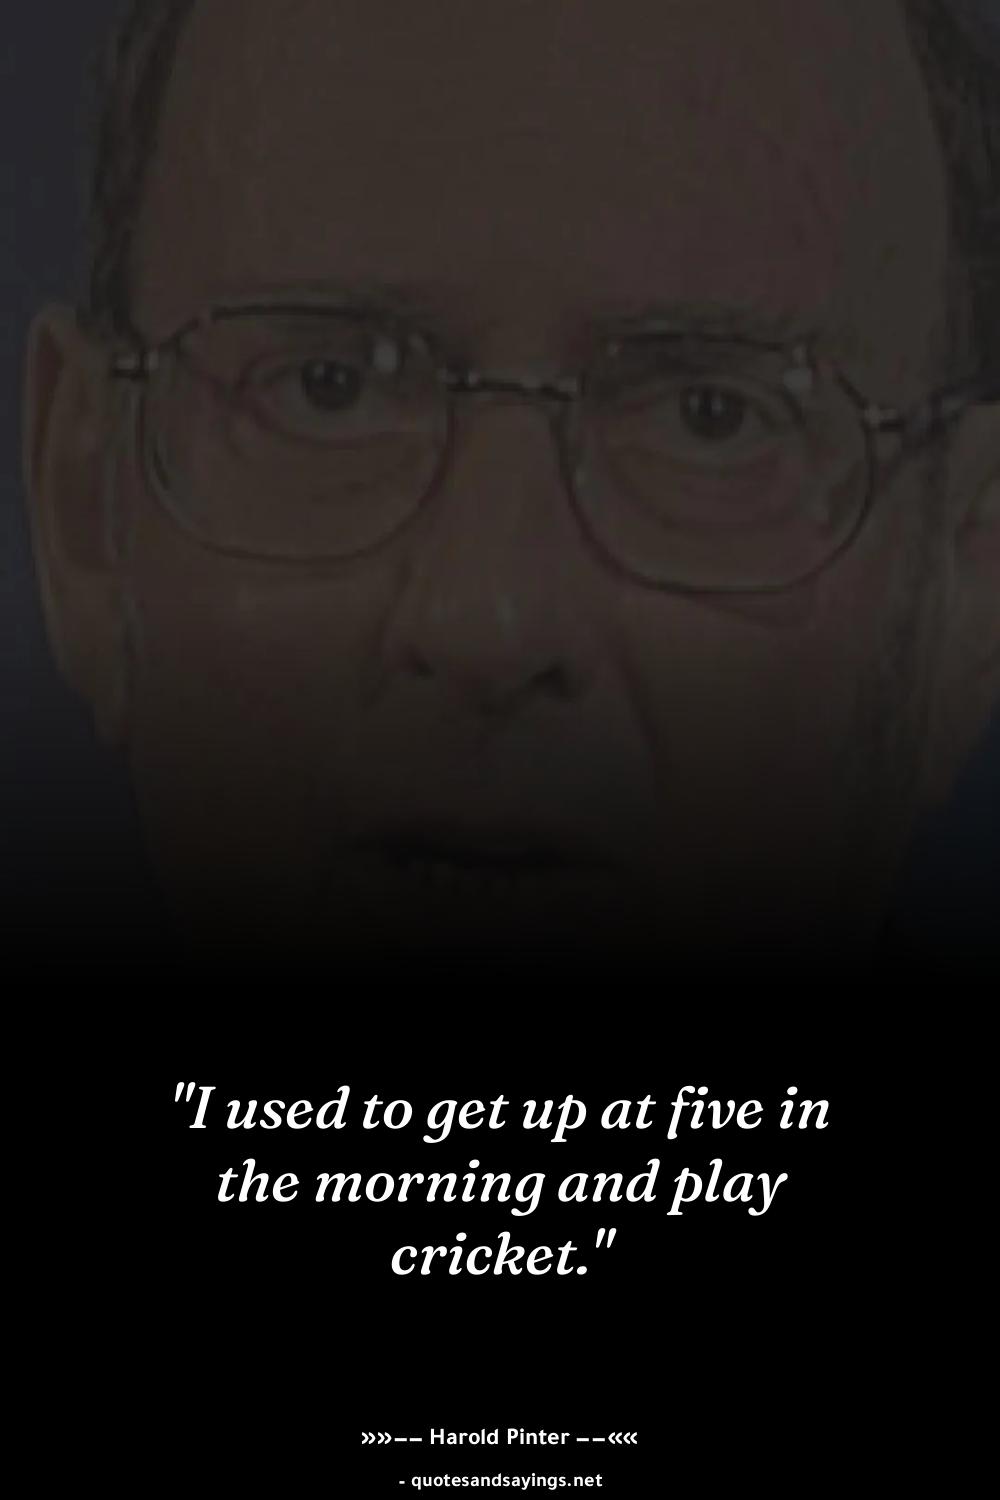 "I used to get up at five in
the morning and play
cricket."
»»−− Harold Pinter −−««
- quotesandsayings.net